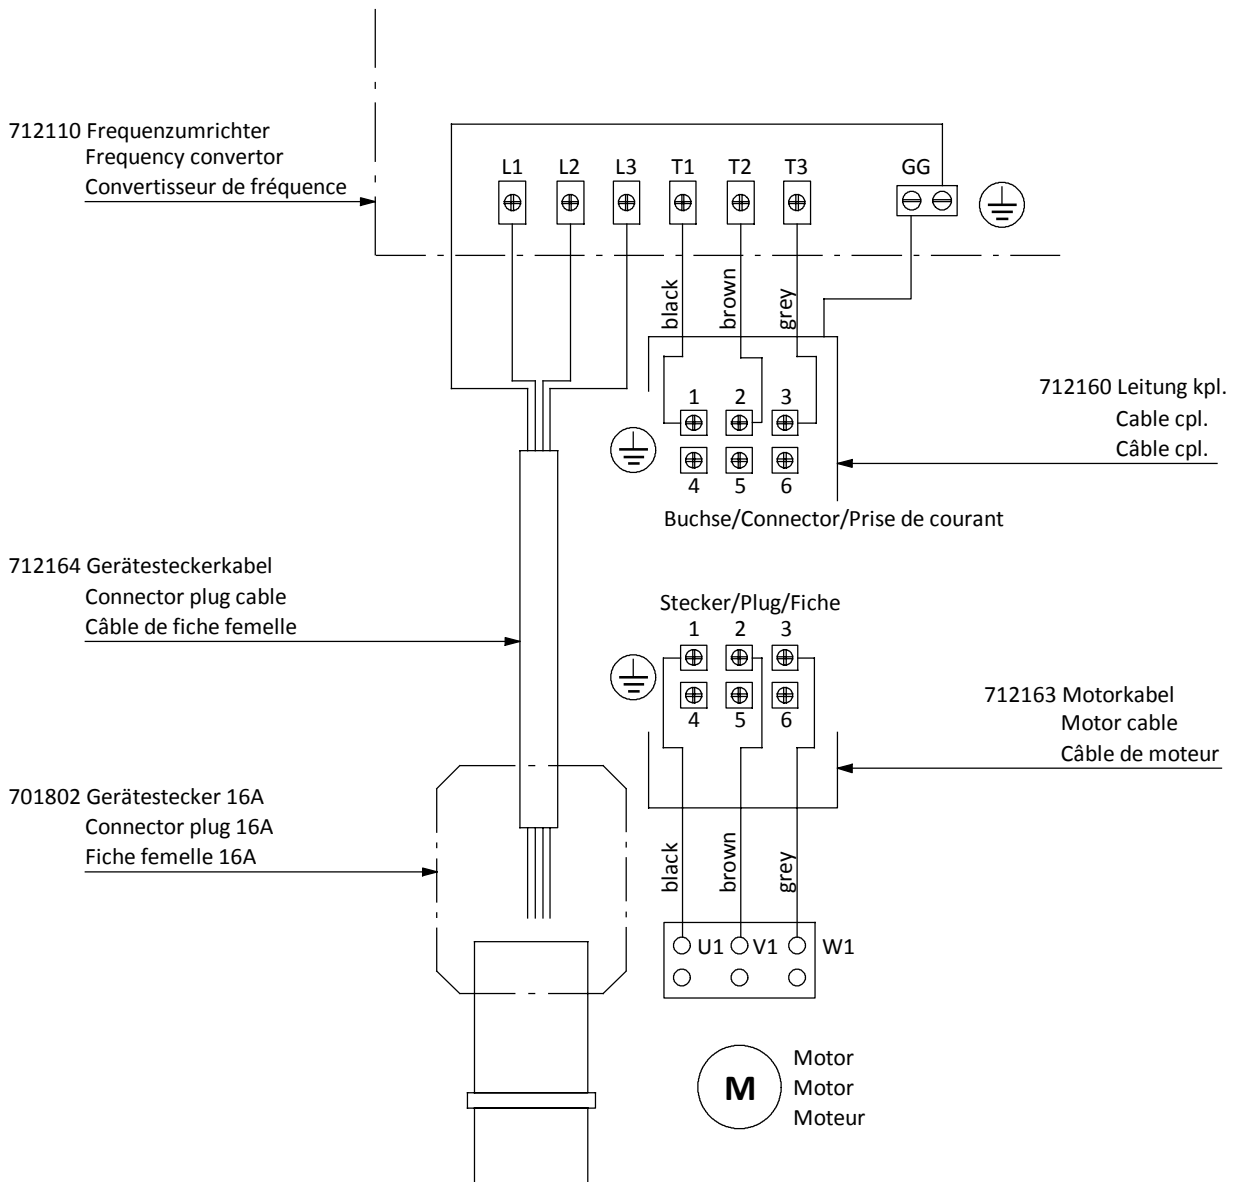 712110 Frequenzumrichter
Frequency convertor
Convertisseur de fréquence
L1 L2 L3 T1 T2 T3 GG
black brown grey
712160 Leitung kpl.
Cable cpl.
Câble cpl.
1 2 3
4 5 6
Buchse/Connector/Prise de courant
712164 Gerätesteckerkabel
Connector plug cable
Câble de fiche femelle
Stecker/Plug/Fiche
1 2 3
4 5 6
712163 Motorkabel
Motor cable
Câble de moteur
701802 Gerätestecker 16A
Connector plug 16A
Fiche femelle 16A
black brown grey
U1 V1 W1
M
Motor
Motor
Moteur